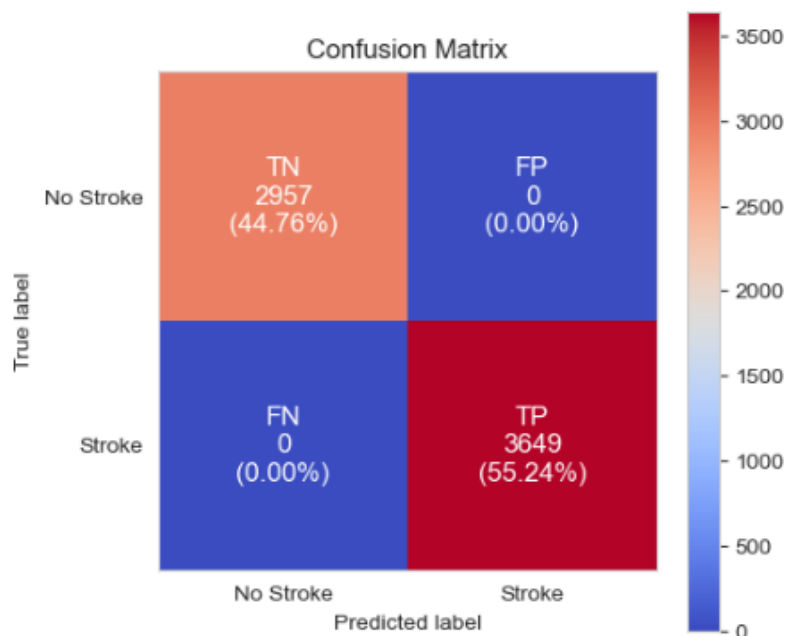 Confusion Matrix
TN
2957
(44.76%)
FP
0
(0.00%)
FN
0
(0.00%)
TP
3649
(55.24%)
No Stroke
Stroke
True label
No Stroke
Stroke
Predicted label
3500
3000
2500
2000
1500
1000
500
0